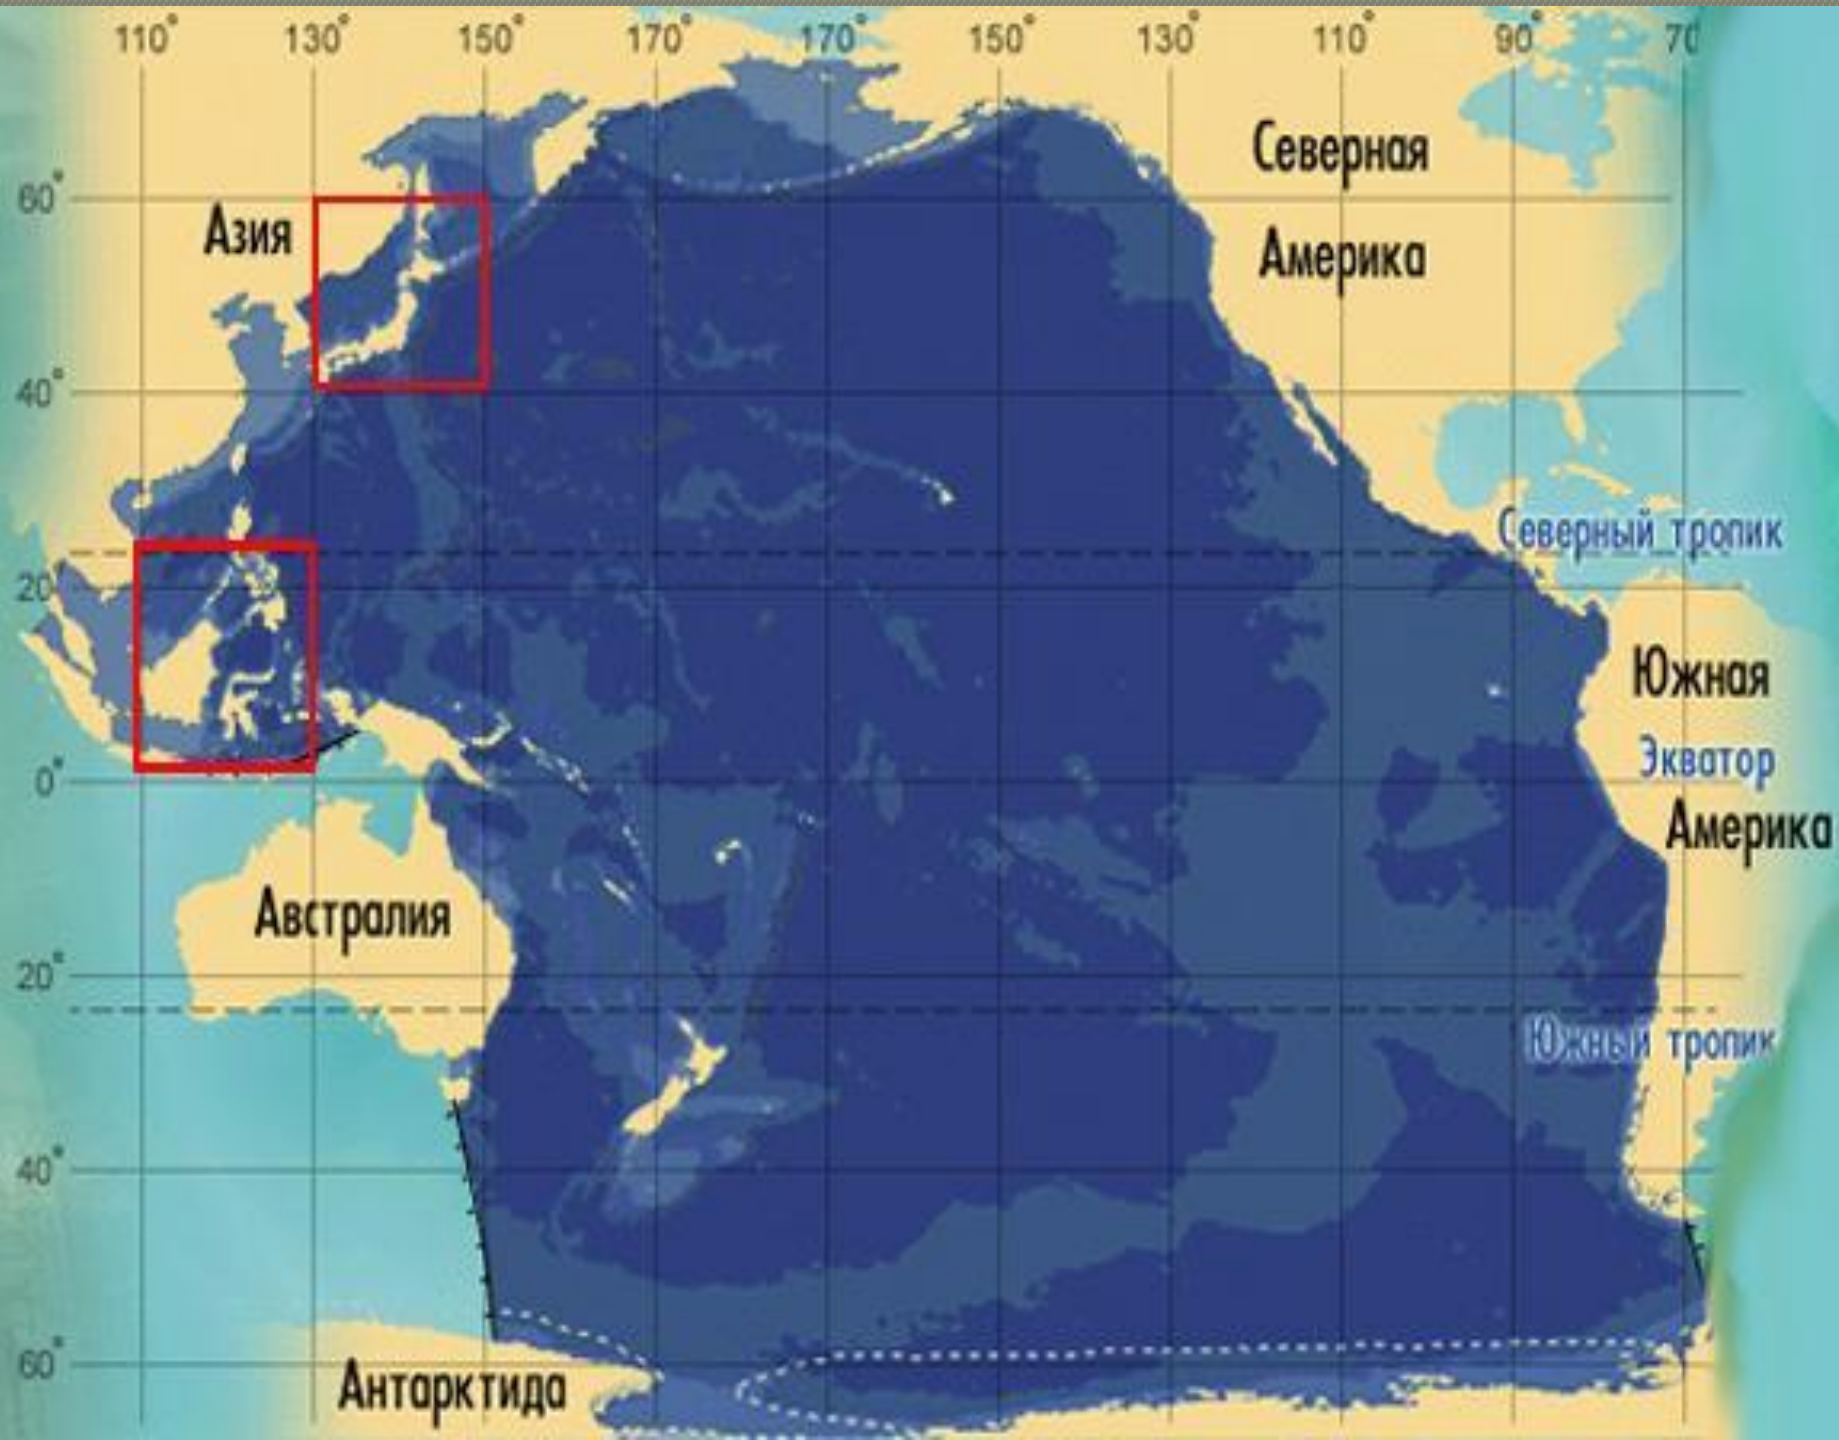 110° 130° 150° 170° 170° 150° 130° 110° 90° 70
Северная
60°
Азия
Америка
40°
Северный тропик
20
Южная
0°
Экватор
Америка
Австралия
20°
Южный тропик
40°
60°
Антарктида